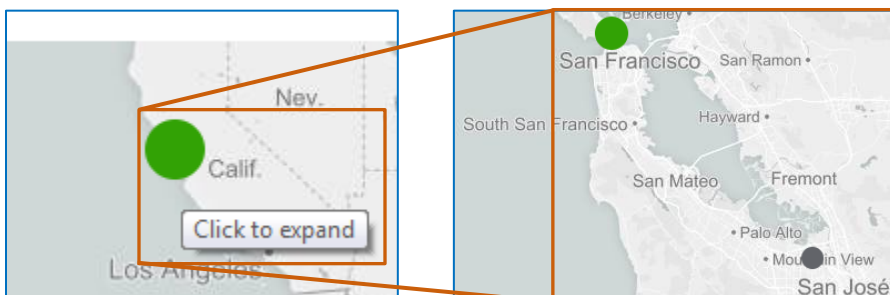 Nev.
Calif.
Click to expand
Los Angeles
Berkeley
San Francisco
San Ramon
South San Francisco
Hayward
San Mateo
Fremont
Palo Alto
Mountain View
San José